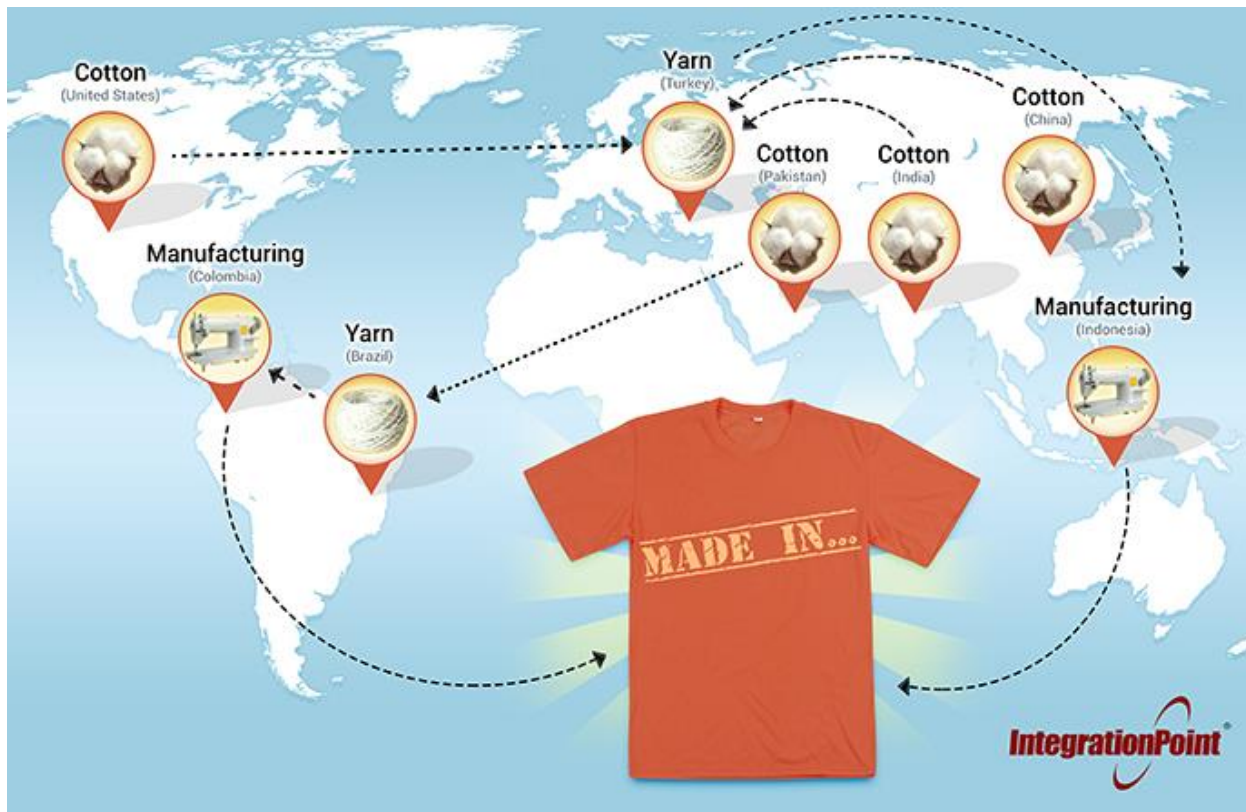 Cotton
(United States)
Yarn
(Turkey)
Cotton
(China)
Cotton
(Pakistan)
Cotton
(India)
Manufacturing
(Colombia)
Yarn
(Brazil)
Manufacturing
(Indonesia)
MADE IN...
IntegrationPoint®